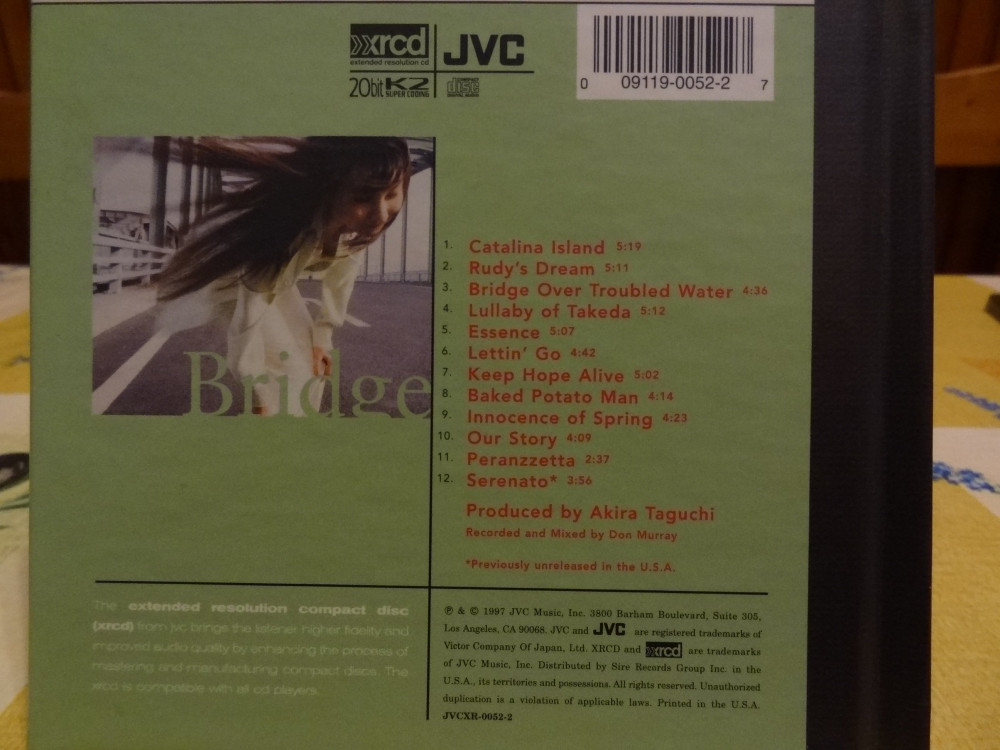 xrcd
extended resolution cd
JVC
20bit K2
SUPER CODING
COMPACT
disc
DIGITAL AUDIO
0 09119-0052-2 7
Bridge
1. Catalina Island 5:19
2. Rudy's Dream 5:11
3. Bridge Over Troubled Water 4:36
4. Lullaby of Takeda 5:12
5. Essence 5:07
6. Lettin' Go 4:42
7. Keep Hope Alive 5:02
8. Baked Potato Man 4:14
9. Innocence of Spring 4:23
10. Our Story 4:09
11. Peranzzetta 2:37
12. Serenato* 3:56
Produced by Akira Taguchi
Recorded and Mixed by Don Murray
*Previously unreleased in the U.S.A.
The extended resolution compact disc
(xrcd) from jvc brings the listener higher fidelity and
improved audio quality by enhancing the process of
mastering and manufacturing compact discs. The
xrcd is compatible with all cd players.
℗ & © 1997 JVC Music, Inc. 3800 Barham Boulevard, Suite 305,
Los Angeles, CA 90068. JVC and JVC are registered trademarks of
Victor Company Of Japan, Ltd. XRCD and xrcd are trademarks
of JVC Music, Inc. Distributed by Sire Records Group Inc. in the
U.S.A., its territories and possessions. All rights reserved. Unauthorized
duplication is a violation of applicable laws. Printed in the U.S.A.
JVCXR-0052-2